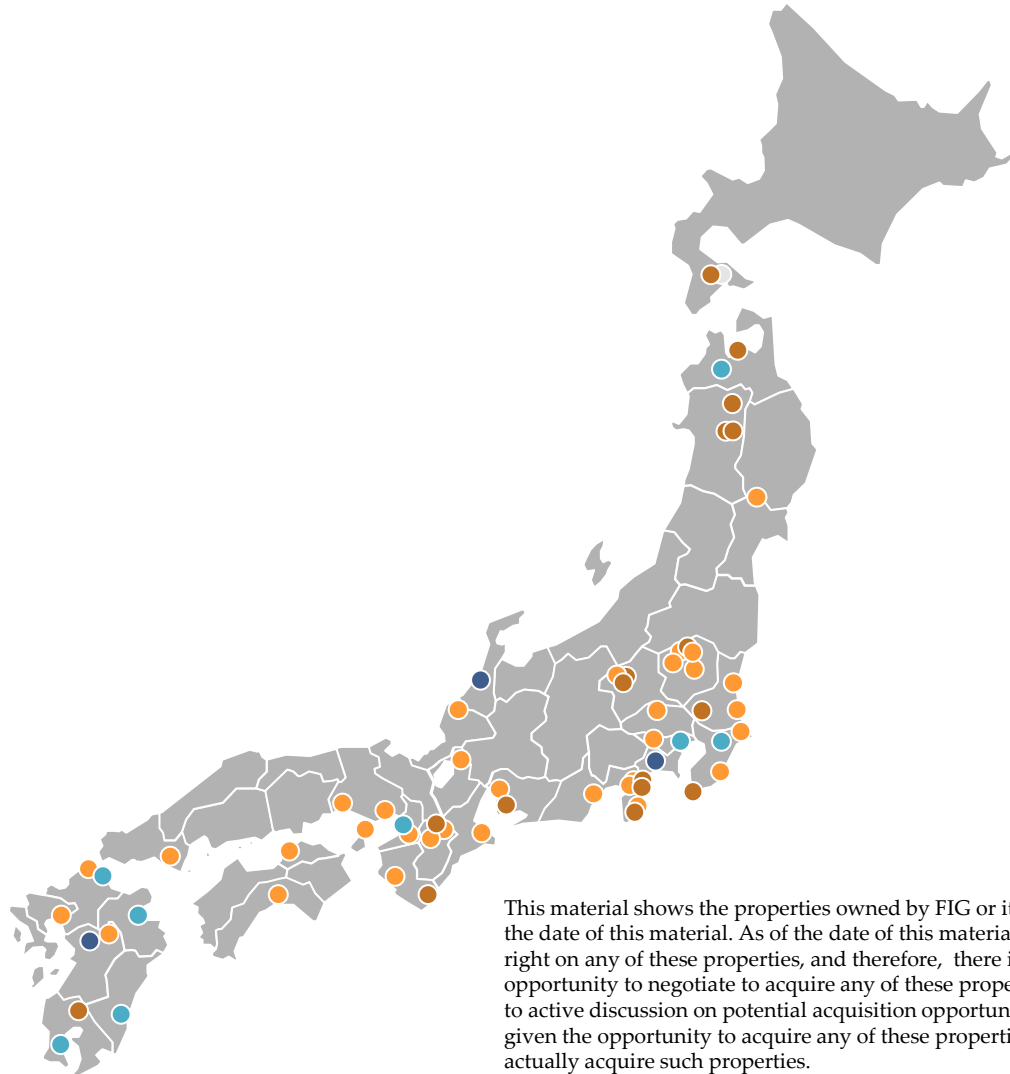 This material shows the properties owned by FIG or it
the date of this material. As of the date of this materia
right on any of these properties, and therefore, there i
opportunity to negotiate to acquire any of these prope
to active discussion on potential acquisition opportun
given the opportunity to acquire any of these properti
actually acquire such properties.